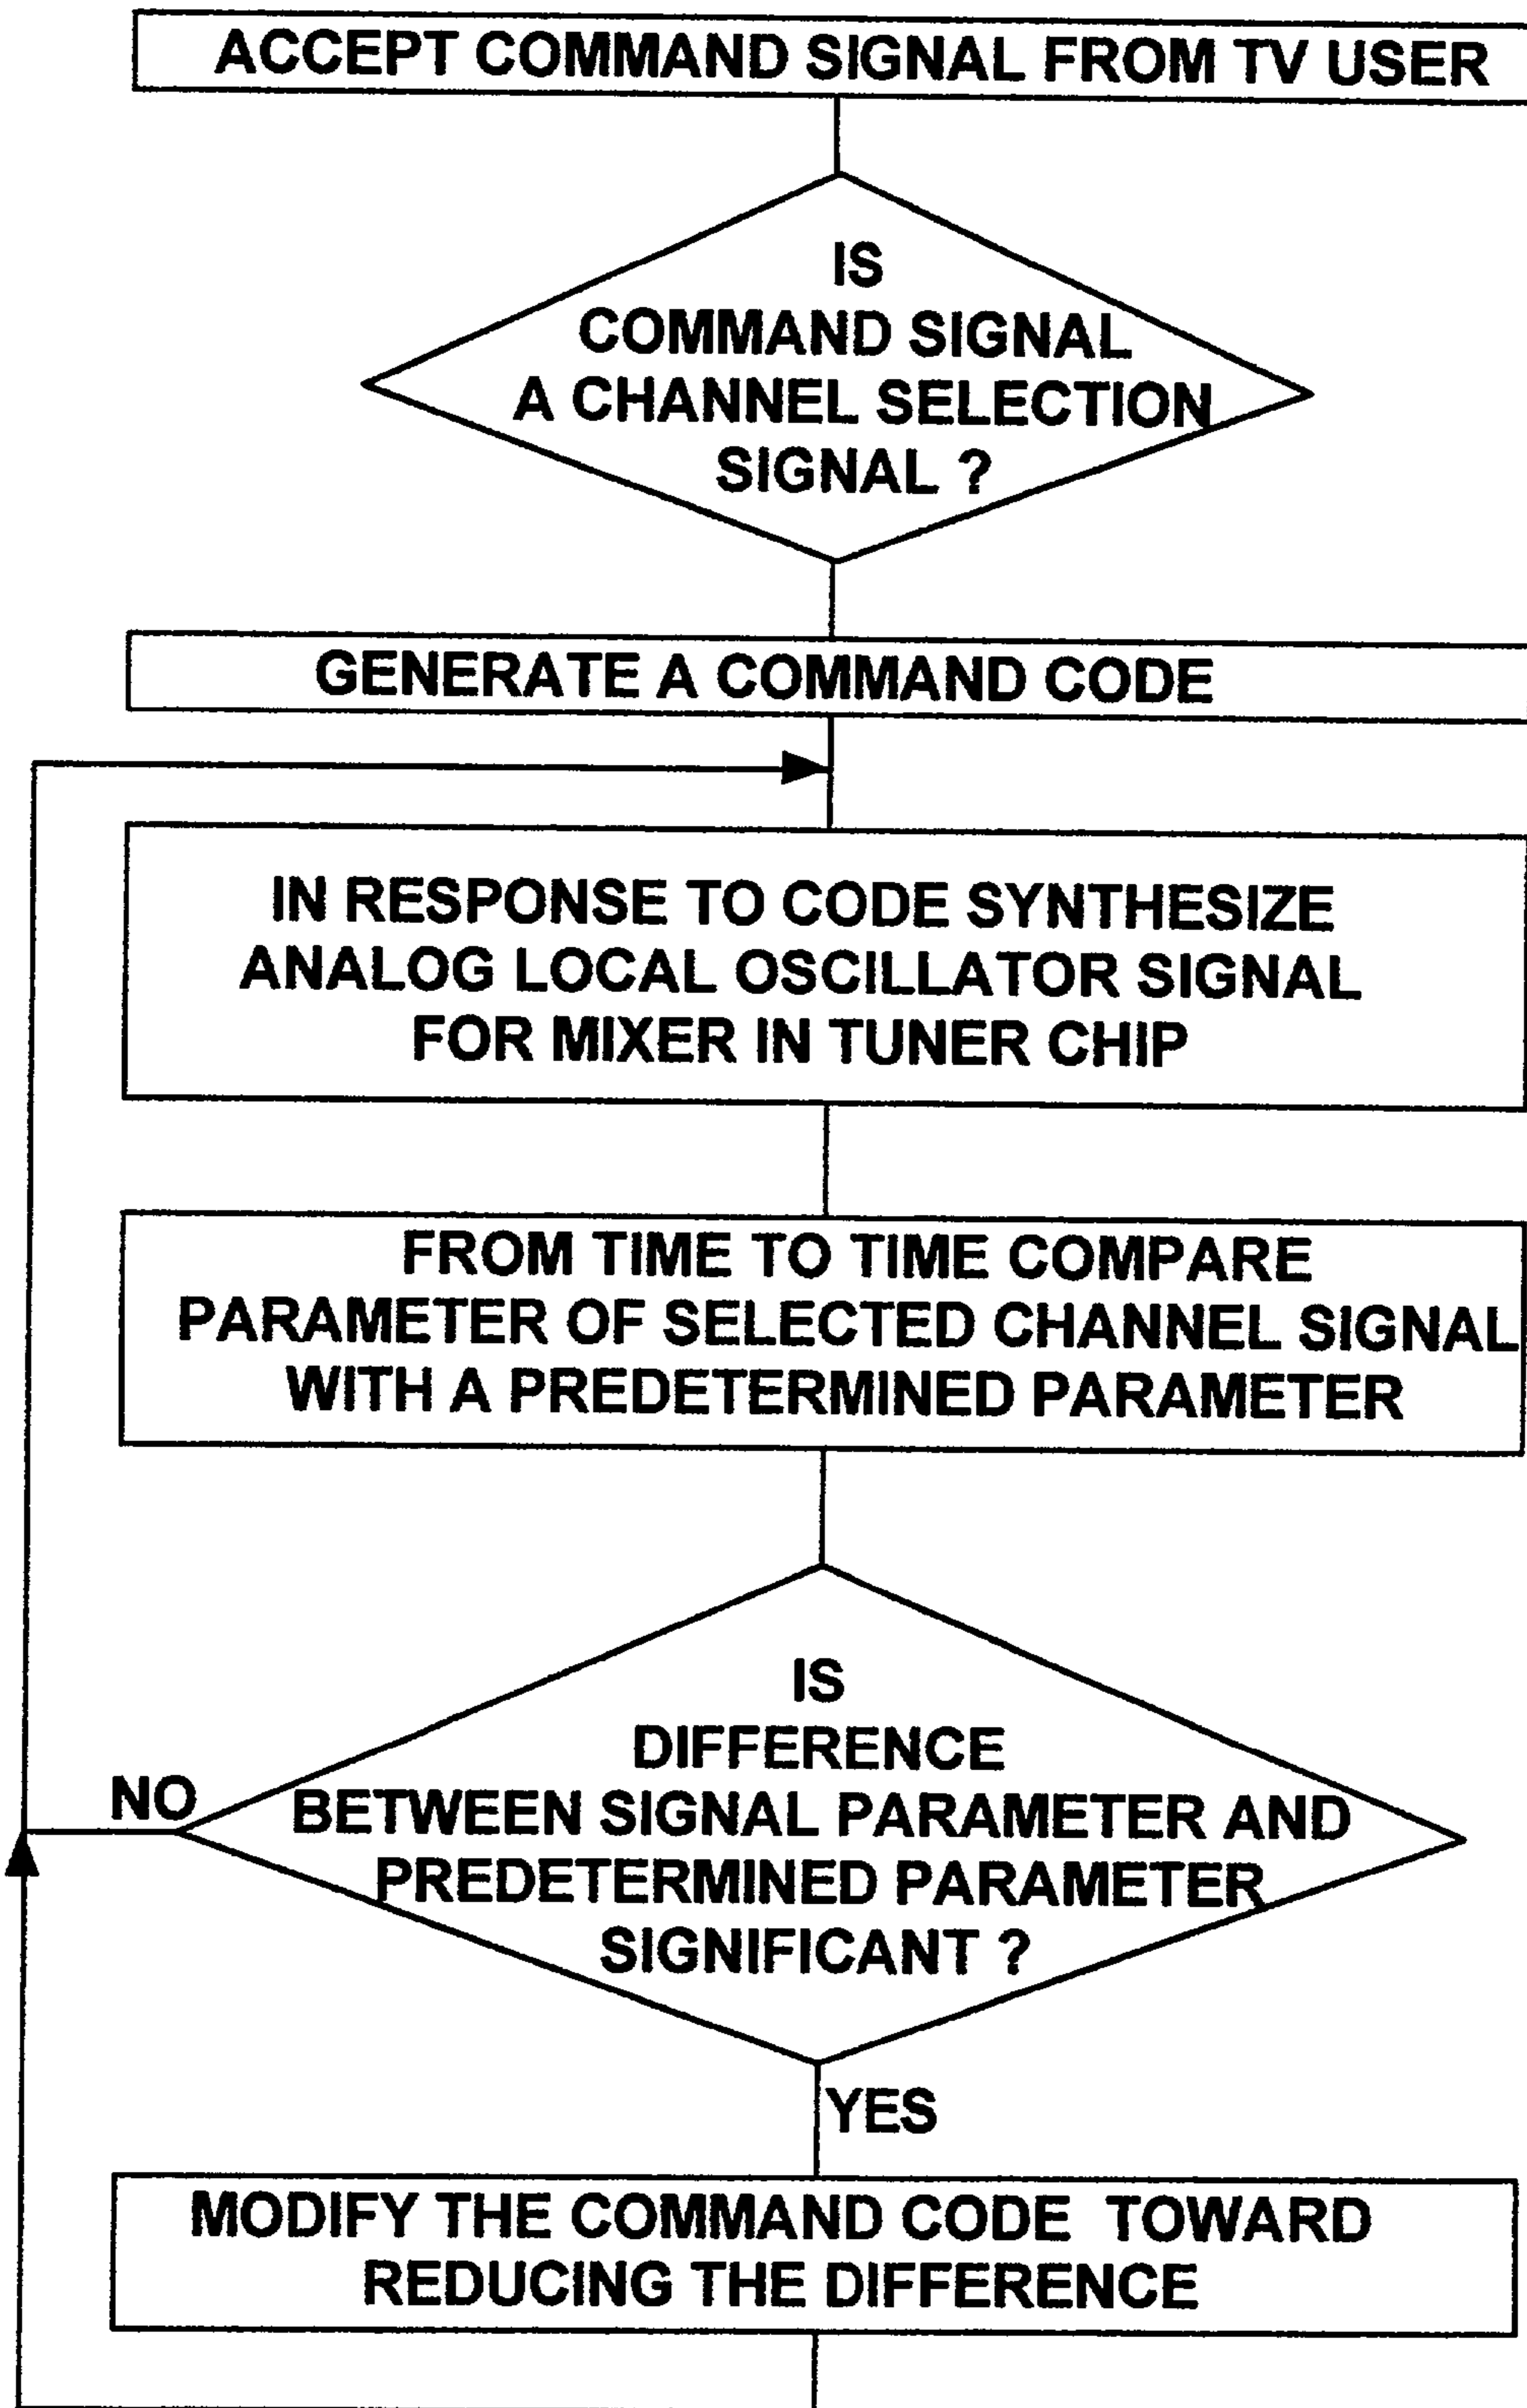 ACCEPT COMMAND SIGNAL FROM TV USER
IS
COMMAND SIGNAL
A CHANNEL SELECTION
SIGNAL ?
GENERATE A COMMAND CODE
IN RESPONSE TO CODE SYNTHESIZE
ANALOG LOCAL OSCILLATOR SIGNAL
FOR MIXER IN TUNER CHIP
FROM TIME TO TIME COMPARE
PARAMETER OF SELECTED CHANNEL SIGNAL
WITH A PREDETERMINED PARAMETER
IS
DIFFERENCE
NO
BETWEEN SIGNAL PARAMETER AND
PREDETERMINED PARAMETER
SIGNIFICANT ?
YES
MODIFY THE COMMAND CODE TOWARD
REDUCING THE DIFFERENCE